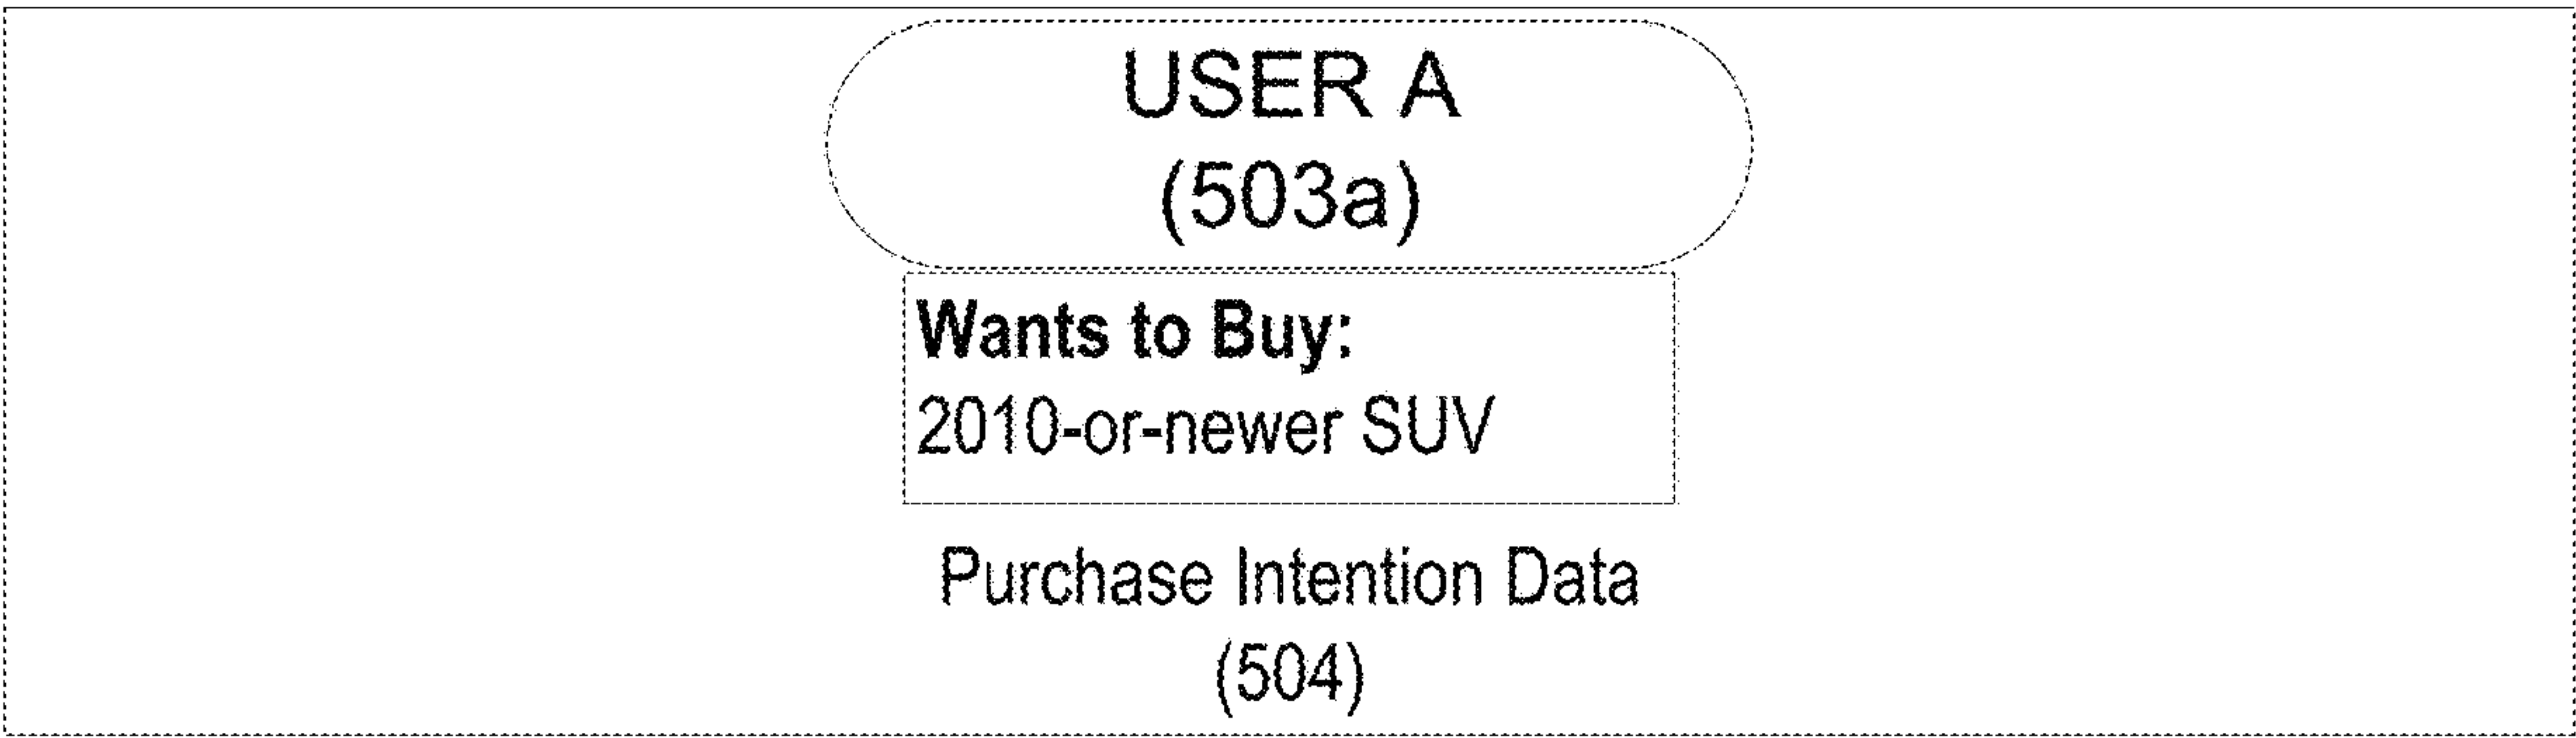 USER A
(503a)
Wants to Buy:
2010-or-newer SUV
Purchase Intention Data
(504)